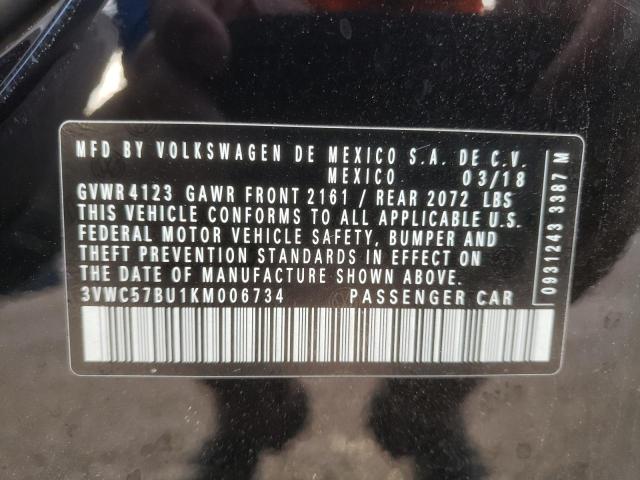 MFD BY VOLKSWAGEN DE MEXICO S.A. DE C.V.
MEXICO 03/18
GVWR 4123 GAWR FRONT 2161 / REAR 2072 LBS
THIS VEHICLE CONFORMS TO ALL APPLICABLE U.S.
FEDERAL MOTOR VEHICLE SAFETY, BUMPER AND
THEFT PREVENTION STANDARDS IN EFFECT ON
THE DATE OF MANUFACTURE SHOWN ABOVE.
3VWC57BU1KM006734 PASSENGER CAR
0931243 3387 M